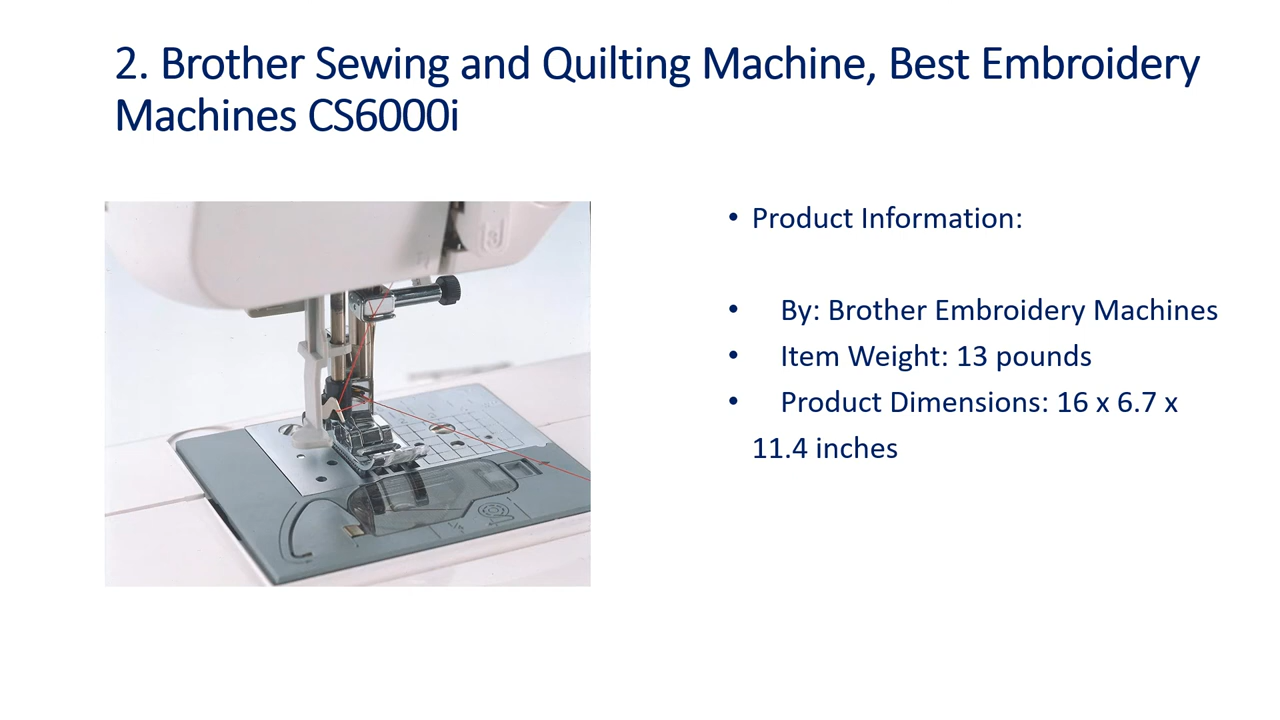 2. Brother Sewing and Quilting Machine, Best Embroidery
Machines CS6000i
• Product Information:
• By: Brother Embroidery Machines
• Item Weight: 13 pounds
• Product Dimensions: 16 x 6.7 x
11.4 inches